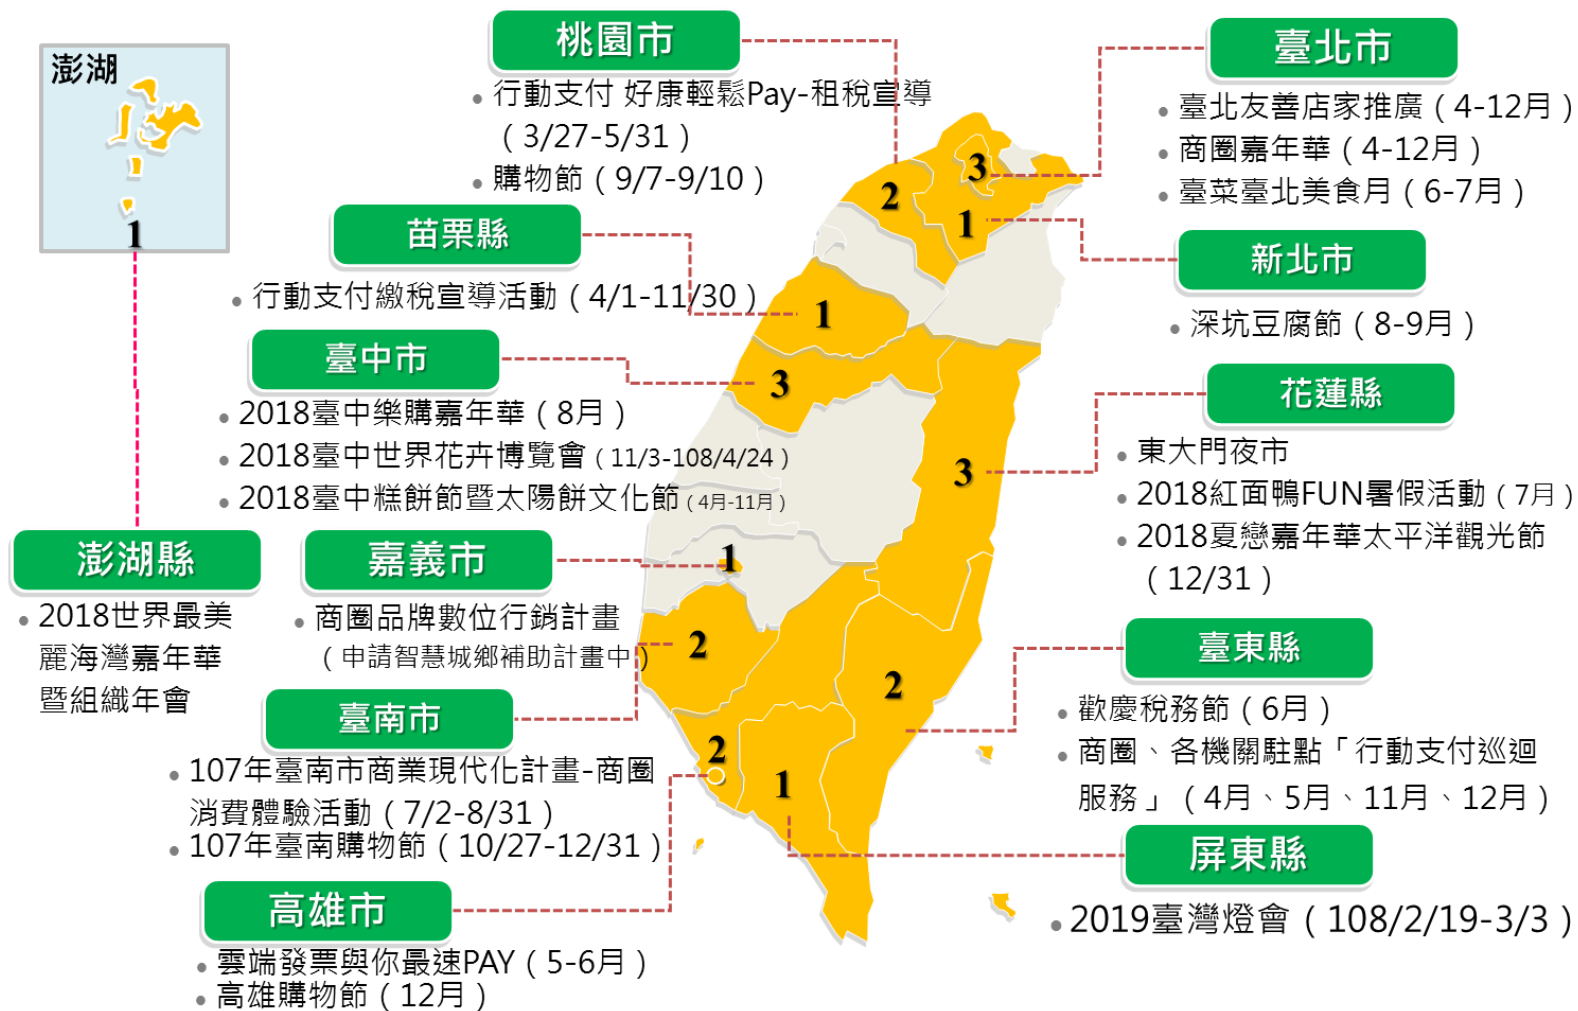 澎湖
1
桃園市
行動支付 好康輕鬆Pay-租稅宣導
（3/27-5/31）
購物節（9/7-9/10）
臺北市
臺北友善店家推廣（4-12月）
商圈嘉年華（4-12月）
臺菜臺北美食月（6-7月）
苗栗縣
行動支付繳稅宣導活動（4/1-11/30）
新北市
深坑豆腐節（8-9月）
臺中市
2018臺中樂購嘉年華（8月）
2018臺中世界花卉博覽會（11/3-108/4/24）
2018臺中糕餅節暨太陽餅文化節（4月-11月）
花蓮縣
東大門夜市
2018紅面鴨FUN暑假活動（7月）
2018夏戀嘉年華太平洋觀光節
（12/31）
澎湖縣
2018世界最美
麗海灣嘉年華
暨組織年會
嘉義市
商圈品牌數位行銷計畫
（申請智慧城鄉補助計畫中）
臺東縣
歡慶稅務節（6月）
商圈、各機關駐點「行動支付巡迴
服務」（4月、5月、11月、12月）
臺南市
107年臺南市商業現代化計畫-商圈
消費體驗活動（7/2-8/31）
107年臺南購物節（10/27-12/31）
屏東縣
2019臺灣燈會（108/2/19-3/3）
高雄市
雲端發票與你最速PAY（5-6月）
高雄購物節（12月）
3
2
1
1
3
3
1
2
2
2
1